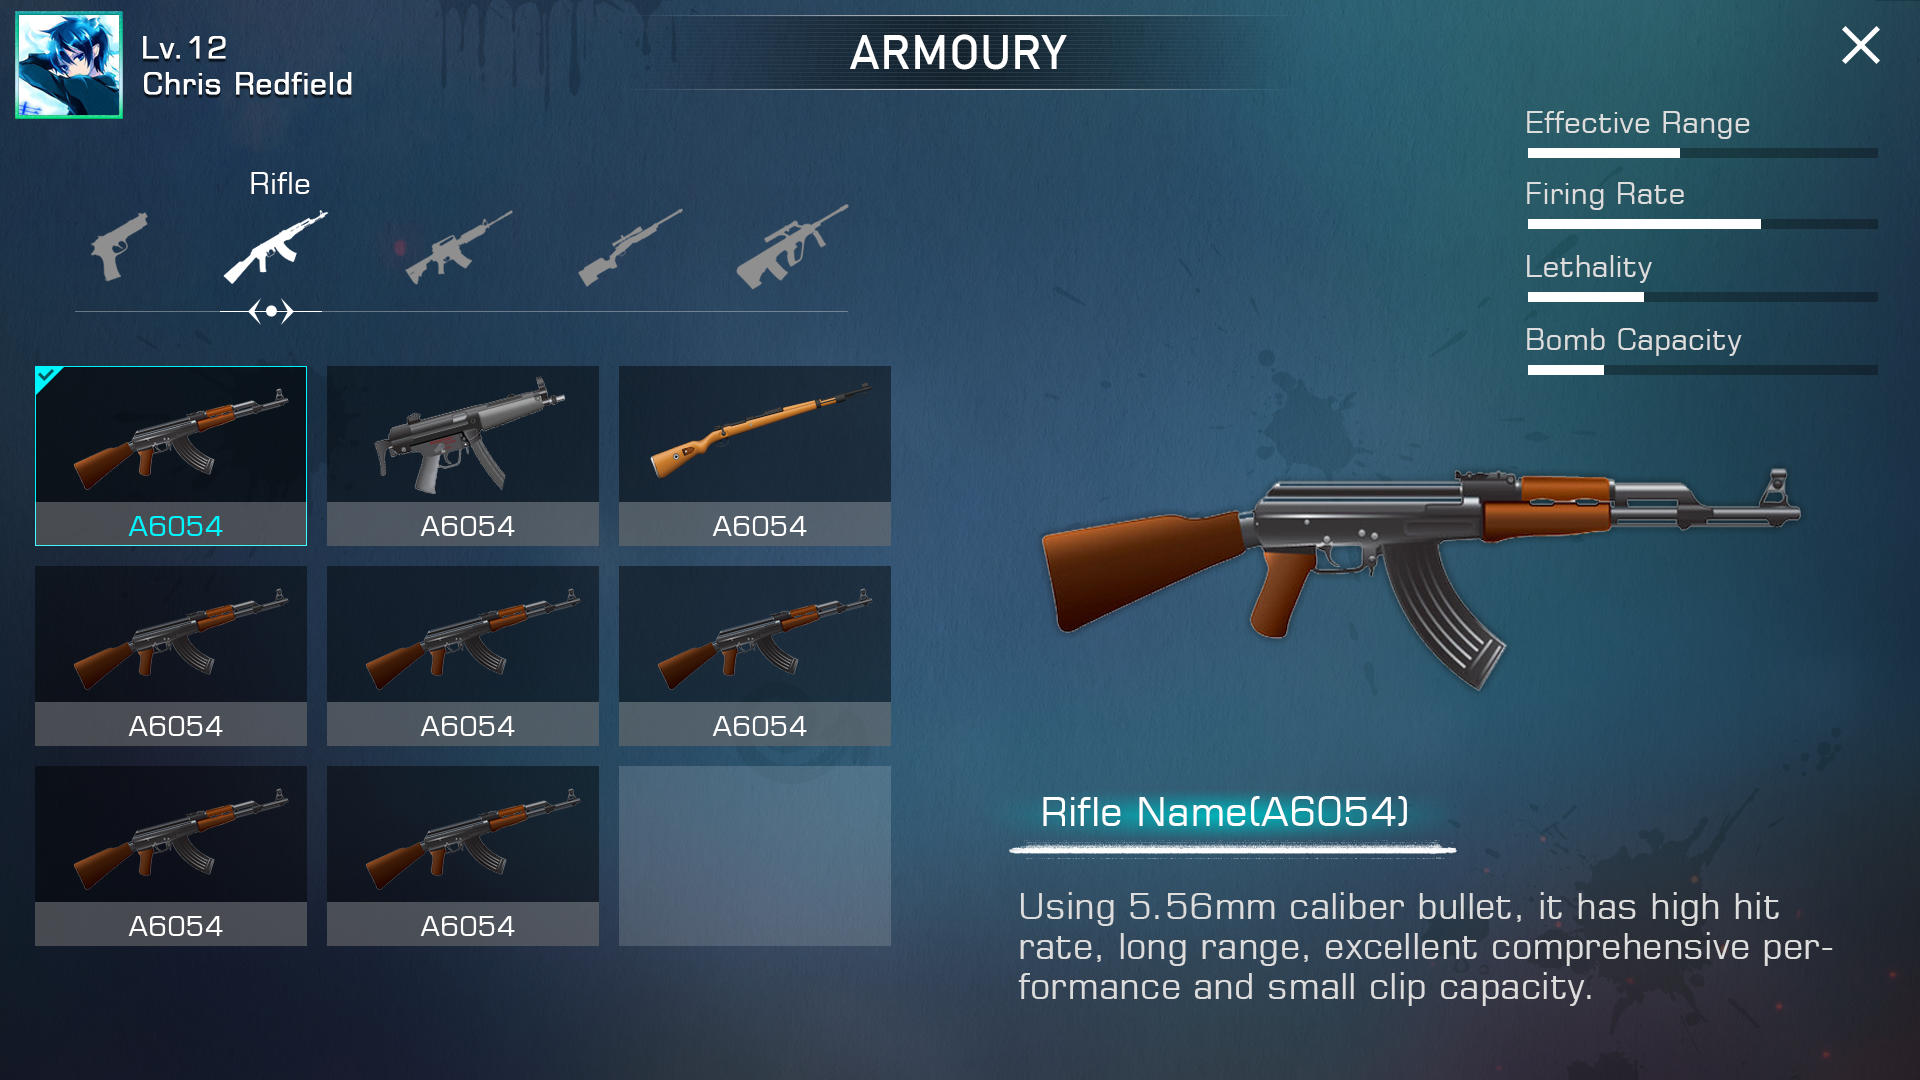 Lv.12
Chris Redfield
ARMOURY
Rifle
Effective Range
Firing Rate
Lethality
Bomb Capacity
A6054
A6054
A6054
A6054
A6054
A6054
A6054
A6054
Rifle Name(A6054)
Using 5.56mm caliber bullet, it has high hit
rate, long range, excellent comprehensive per-
formance and small clip capacity.